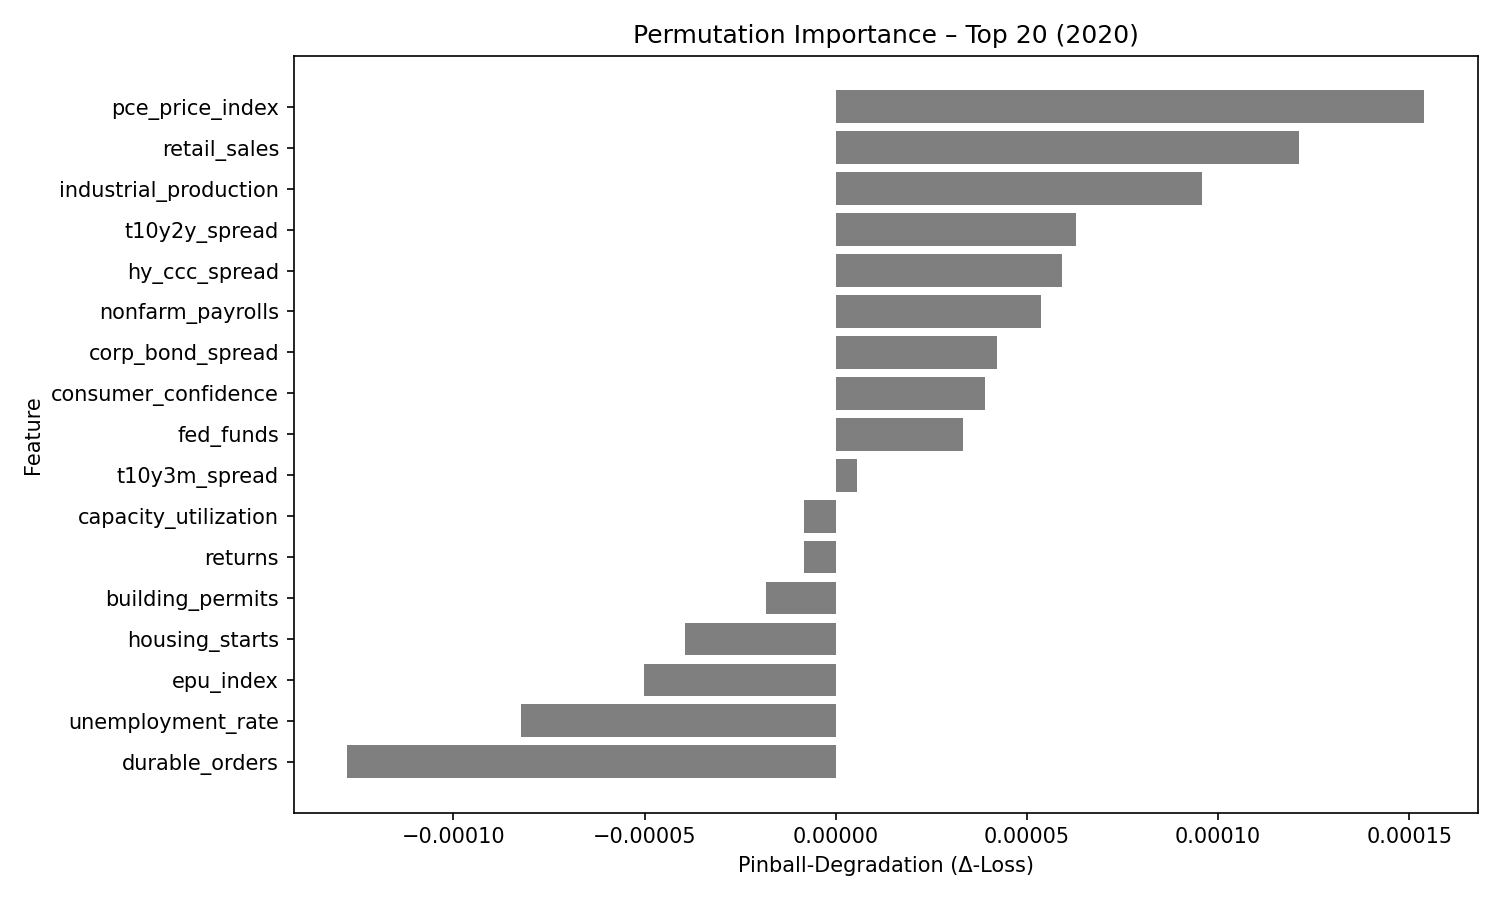 Permutation Importance – Top 20 (2020)
Feature
pce_price_index
retail_sales
industrial_production
t10y2y_spread
hy_ccc_spread
nonfarm_payrolls
corp_bond_spread
consumer_confidence
fed_funds
t10y3m_spread
capacity_utilization
returns
building_permits
housing_starts
epu_index
unemployment_rate
durable_orders
−0.00010 −0.00005 0.00000 0.00005 0.00010 0.00015
Pinball-Degradation (Δ-Loss)